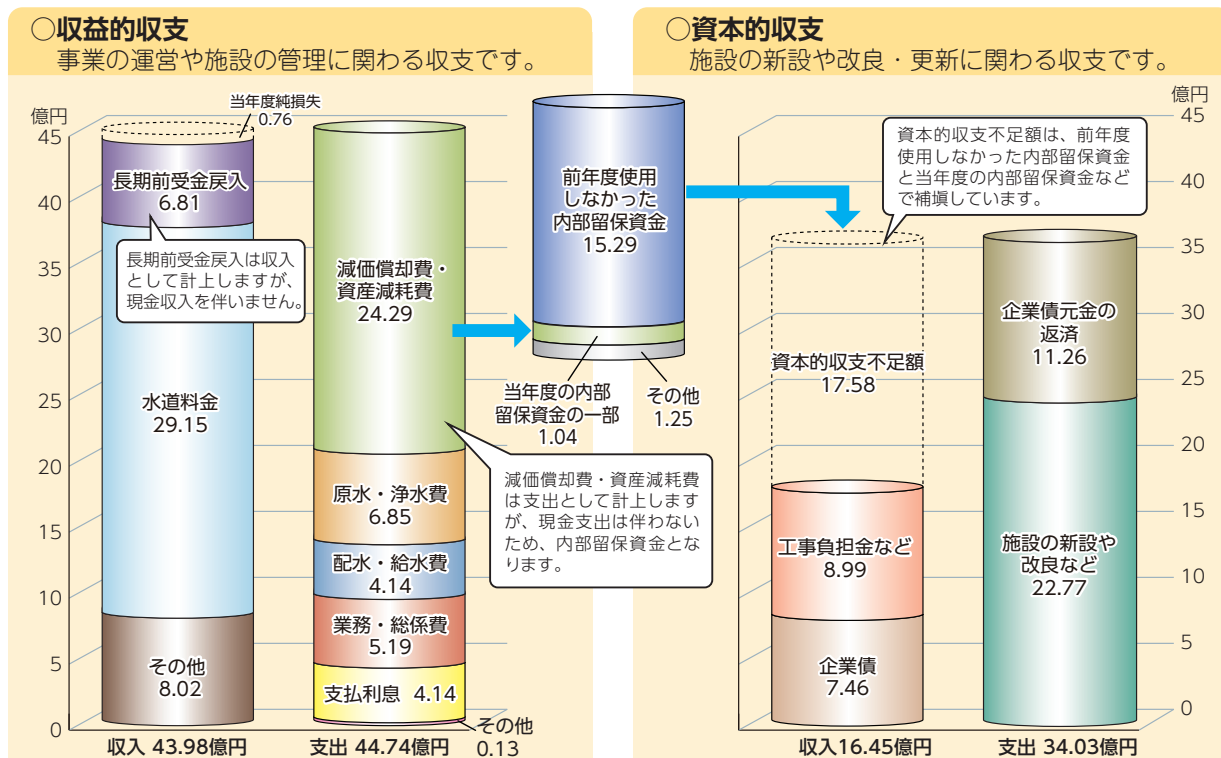 ○収益的収支
事業の運営や施設の管理に関わる収支です。
億円
45
40
35
30
25
20
15
10
5
0
当年度純損失
0.76
長期前受金戻入
6.81
長期前受金戻入は収入
として計上しますが、
現金収入を伴いません。
水道料金
29.15
その他
8.02
収入 43.98億円
減価償却費・
資産減耗費
24.29
原水・浄水費
6.85
配水・給水費
4.14
業務・総係費
5.19
支払利息 4.14
その他
0.13
支出 44.74億円
前年度使用
しなかった
内部留保資金
15.29
当年度の内部
留保資金の一部
1.04
その他
1.25
減価償却費・資産減耗費
は支出として計上します
が、現金支出は伴わない
ため、内部留保資金とな
ります。
○資本的収支
施設の新設や改良・更新に関わる収支です。
億円
45
40
35
30
25
20
15
10
5
0
資本的収支不足額は、前年度
使用しなかった内部留保資金
と当年度の内部留保資金など
で補塡しています。
資本的収支不足額
17.58
工事負担金など
8.99
企業債
7.46
収入16.45億円
企業債元金の
返済
11.26
施設の新設や
改良など
22.77
支出 34.03億円